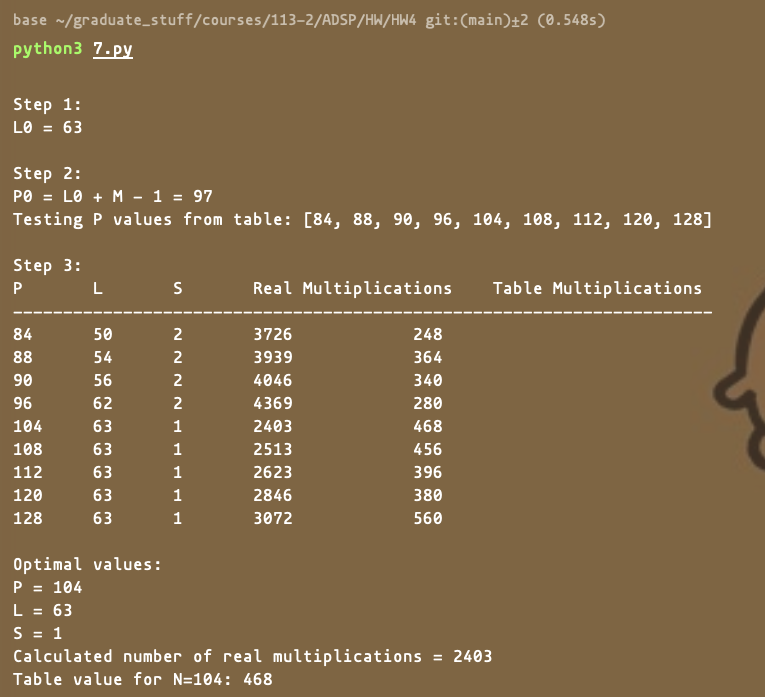 base ~/graduate_stuff/courses/113-2/ADSP/HW/HW4 git:(main)±2 (0.548s)
python3 7.py
Step 1:
L0 = 63
Step 2:
P0 = L0 + M - 1 = 97
Testing P values from table: [84, 88, 90, 96, 104, 108, 112, 120, 128]
Step 3:
P L S Real Multiplications Table Multiplications
----------------------------------------------------------------------
84 50 2 3726 248
88 54 2 3939 364
90 56 2 4046 340
96 62 2 4369 280
104 63 1 2403 468
108 63 1 2513 456
112 63 1 2623 396
120 63 1 2846 380
128 63 1 3072 560
Optimal values:
P = 104
L = 63
S = 1
Calculated number of real multiplications = 2403
Table value for N=104: 468